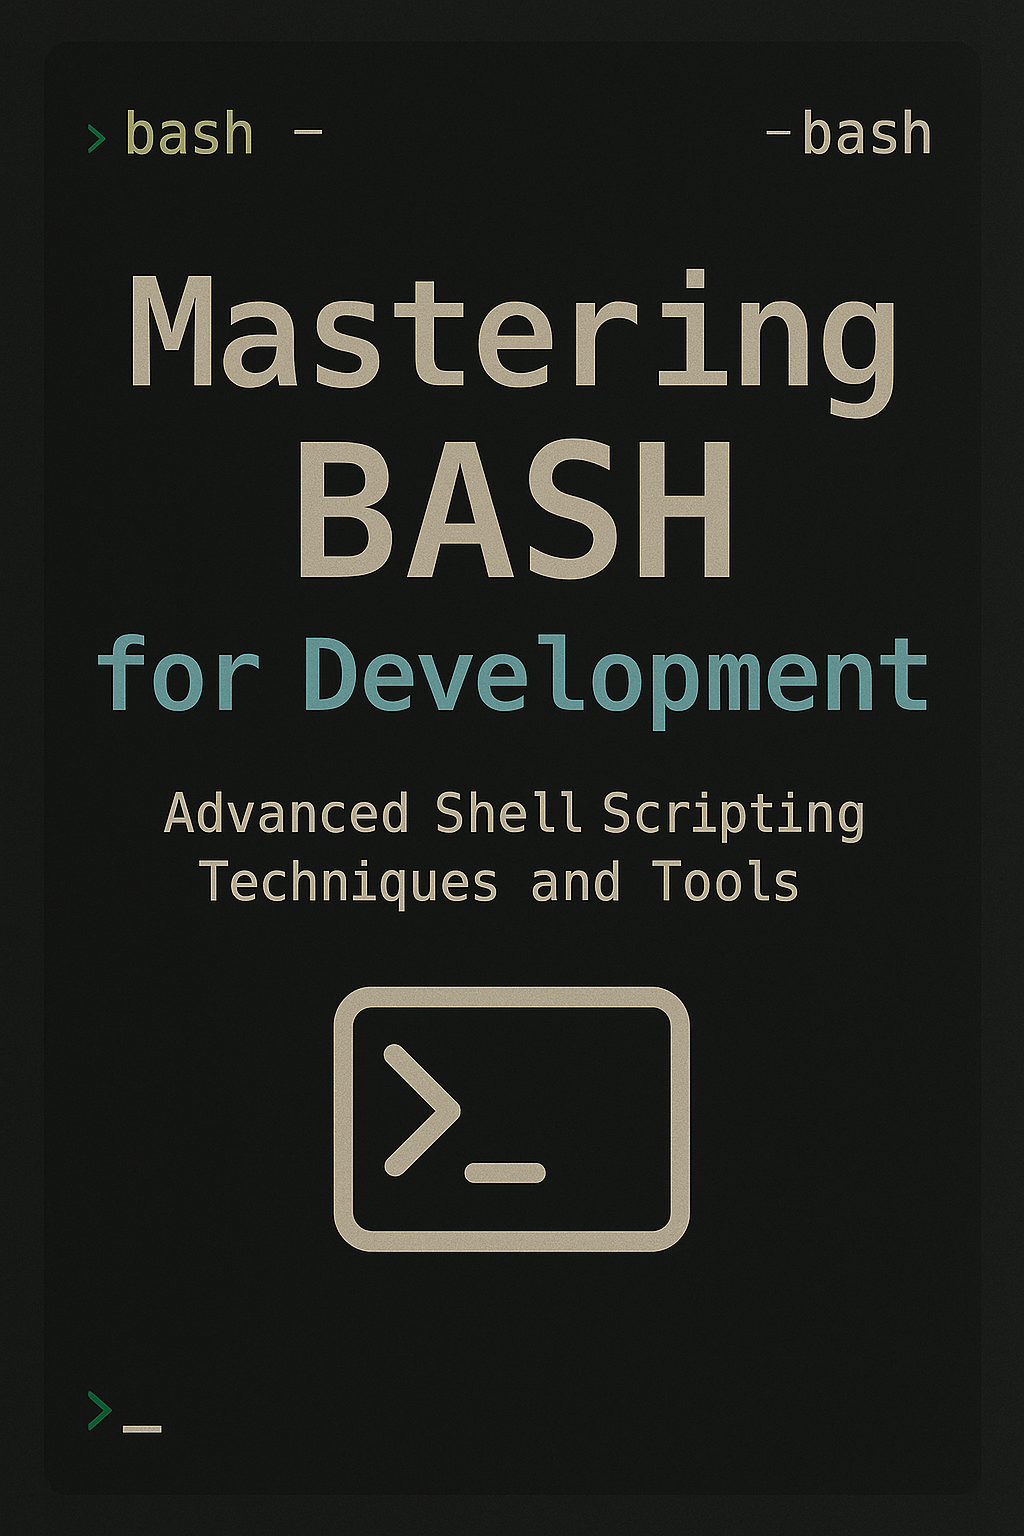 > bash — –bash
Mastering
BASH
for Development
Advanced Shell Scripting
Techniques and Tools
>_
>_